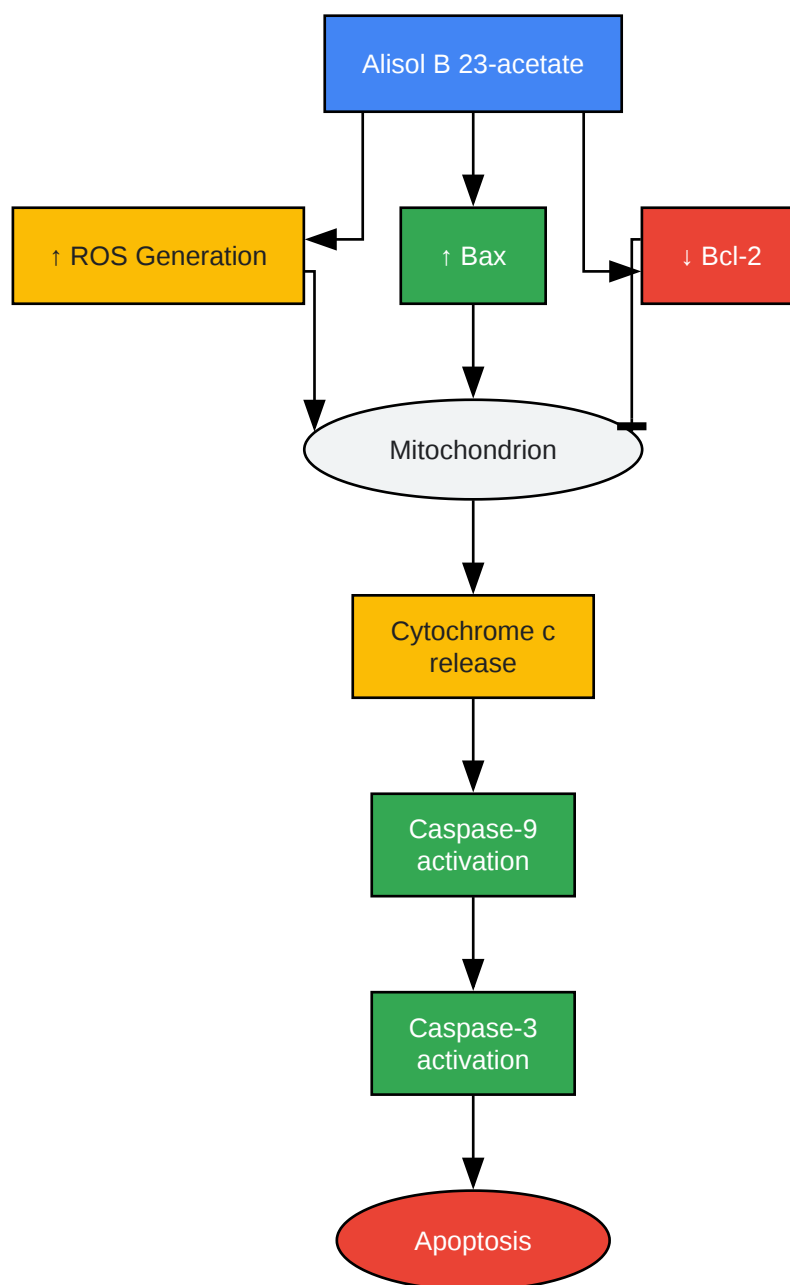 Alisol B 23-acetate
↑ ROS Generation
↑ Bax
↓ Bcl-2
Mitochondrion
Cytochrome c
release
Caspase-9
activation
Caspase-3
activation
Apoptosis